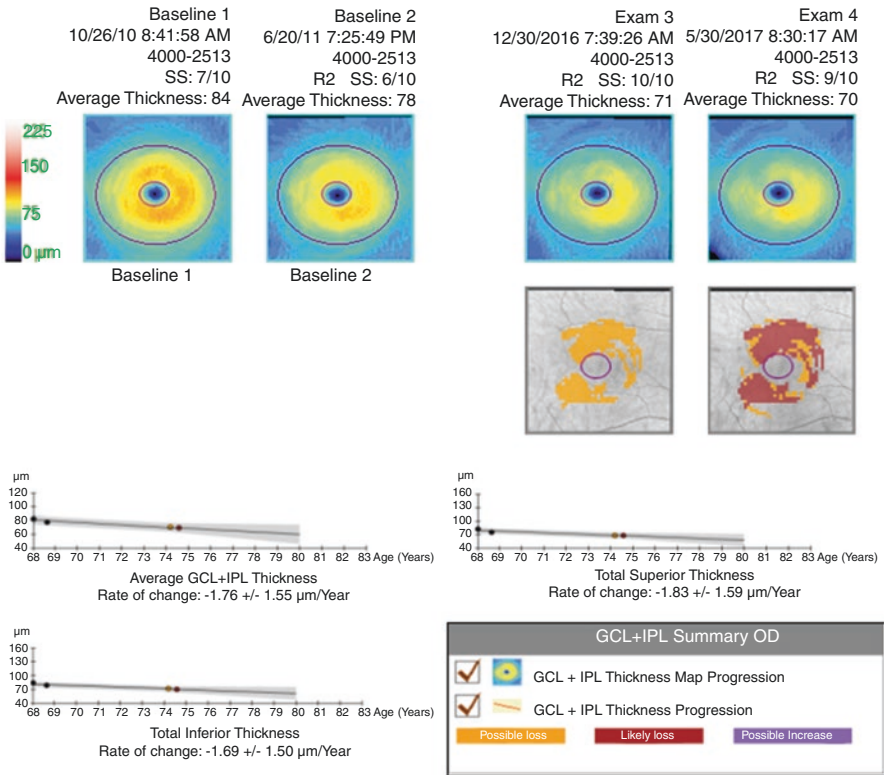 Baseline 1
10/26/10 8:41:58 AM
4000-2513
SS: 7/10
Average Thickness: 84
Baseline 2
6/20/11 7:25:49 PM
4000-2513
R2 SS: 6/10
Average Thickness: 78
Exam 3
12/30/2016 7:39:26 AM
4000-2513
R2 SS: 10/10
Average Thickness: 71
Exam 4
5/30/2017 8:30:17 AM
4000-2513
R2 SS: 9/10
Average Thickness: 70
225
150
75
0 µm
Baseline 1
Baseline 2
µm
120
100
80
60
40
68 69 70 71 72 73 74 75 76 77 78 79 80 81 82 83 Age (Years)
Average GCL+IPL Thickness
Rate of change: -1.76 +/- 1.55 µm/Year
µm
160
130
100
70
40
68 69 70 71 72 73 74 75 76 77 78 79 80 81 82 83 Age (Years)
Total Superior Thickness
Rate of change: -1.83 +/- 1.59 µm/Year
µm
160
130
100
70
40
68 69 70 71 72 73 74 75 76 77 78 79 80 81 82 83 Age (Years)
Total Inferior Thickness
Rate of change: -1.69 +/- 1.50 µm/Year
GCL+IPL Summary OD
GCL + IPL Thickness Map Progression
GCL + IPL Thickness Progression
Possible loss
Likely loss
Possible Increase